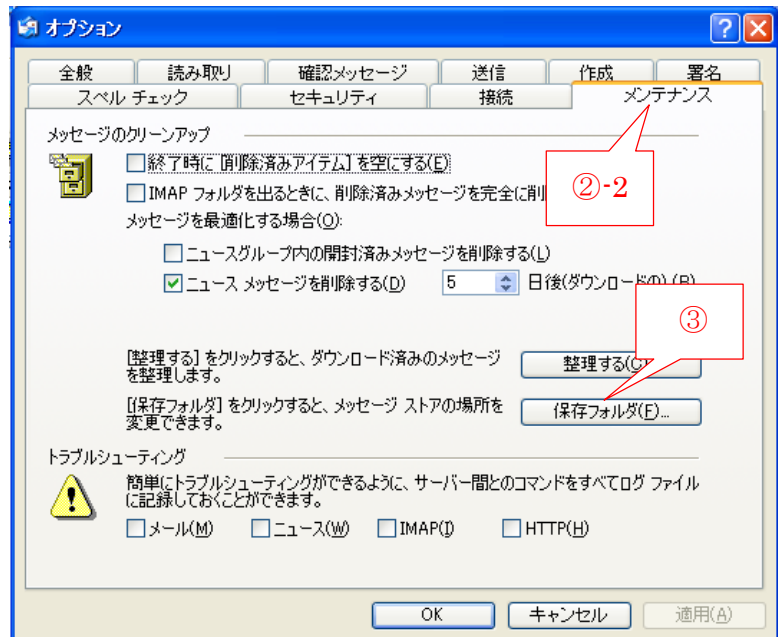 オプション
全般 読み取り 確認メッセージ 送信 作成 署名
スペル チェック セキュリティ 接続 メンテナンス
メッセージのクリーンアップ
終了時に [削除済みアイテム] を空にする(E)
②-2
IMAP フォルダを出るときに、削除済みメッセージを完全に削
メッセージを最適化する場合(O):
ニュースグループ内の開封済みメッセージを削除する(L)
ニュース メッセージを削除する(D) 5 日後(ダウンロードの) (R)
③
[整理する] をクリックすると、ダウンロード済みのメッセージ
を整理します。
整理する(C)
[保存フォルダ] をクリックすると、メッセージ ストアの場所を
変更できます。
保存フォルダ(F)...
トラブルシューティング
簡単にトラブルシューティングができるように、サーバー間とのコマンドをすべてログ ファイル
に記録しておくことができます。
メール(M) ニュース(W) IMAP(I) HTTP(H)
OK キャンセル 適用(A)